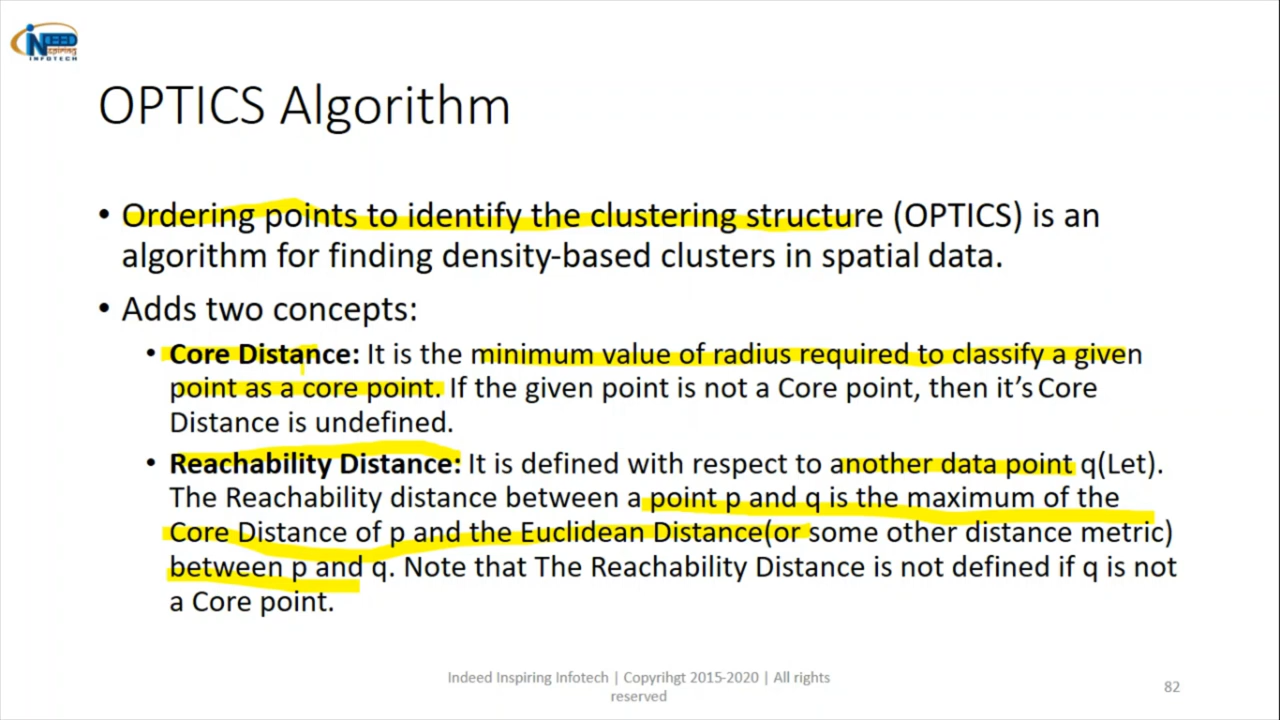 iNEED
nspiring
INFOTECH
OPTICS Algorithm
• Ordering points to identify the clustering structure (OPTICS) is an
algorithm for finding density-based clusters in spatial data.
• Adds two concepts:
• Core Distance: It is the minimum value of radius required to classify a given
point as a core point. If the given point is not a Core point, then it’s Core
Distance is undefined.
• Reachability Distance: It is defined with respect to another data point q(Let).
The Reachability distance between a point p and q is the maximum of the
Core Distance of p and the Euclidean Distance(or some other distance metric)
between p and q. Note that The Reachability Distance is not defined if q is not
a Core point.
Indeed Inspiring Infotech | Copyrihgt 2015-2020 | All rights
reserved
82